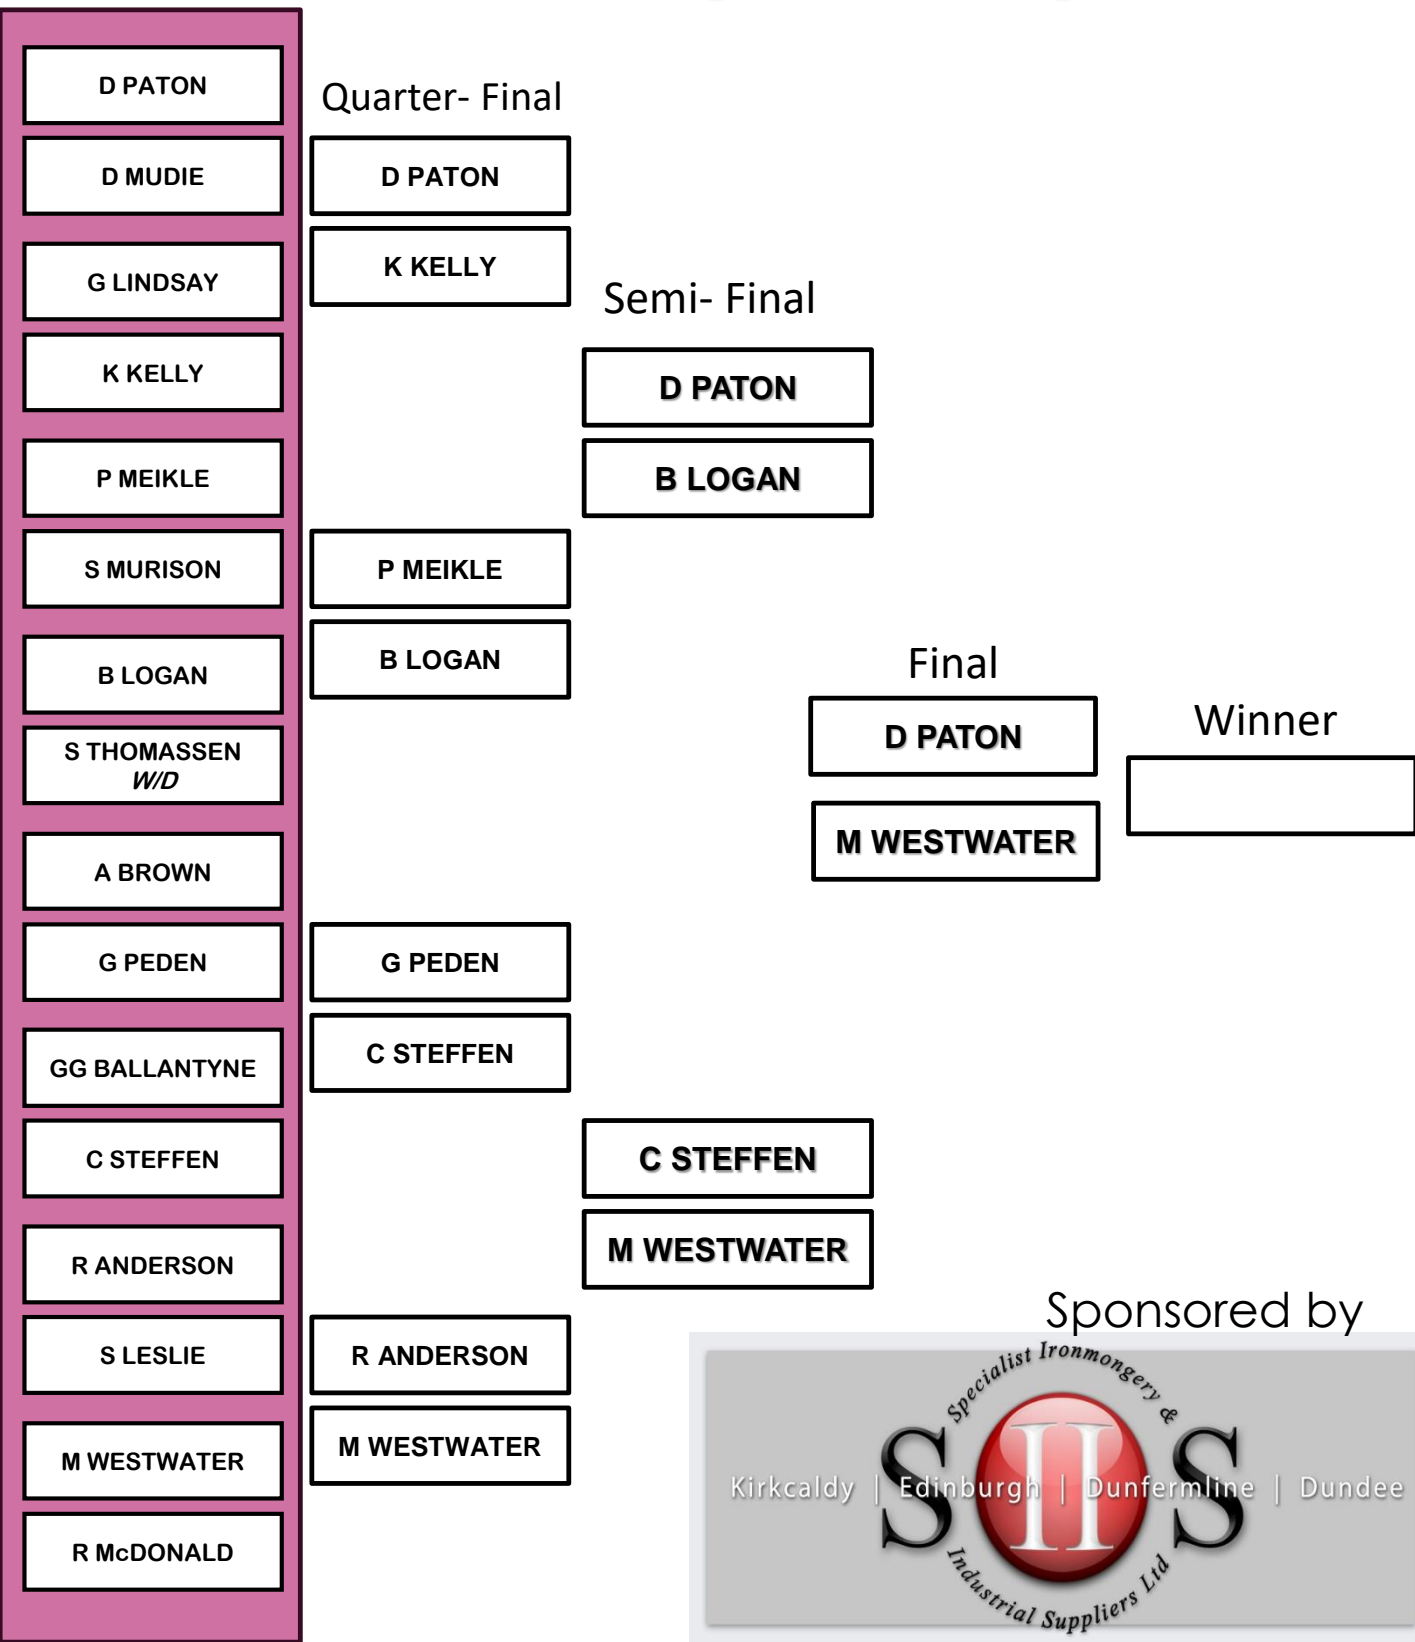 D PATON
D MUDIE
G LINDSAY
K KELLY
P MEIKLE
S MURISON
B LOGAN
S THOMASSEN
W/D
A BROWN
G PEDEN
GG BALLANTYNE
C STEFFEN
R ANDERSON
S LESLIE
M WESTWATER
R McDONALD
Quarter- Final
D PATON
K KELLY
P MEIKLE
B LOGAN
G PEDEN
C STEFFEN
R ANDERSON
M WESTWATER
Semi- Final
D PATON
B LOGAN
C STEFFEN
M WESTWATER
Final
D PATON
M WESTWATER
Winner
Sponsored by
Specialist Ironmongery &
SIIS
Kirkcaldy | Edinburgh | Dunfermline | Dundee
Industrial Suppliers Ltd